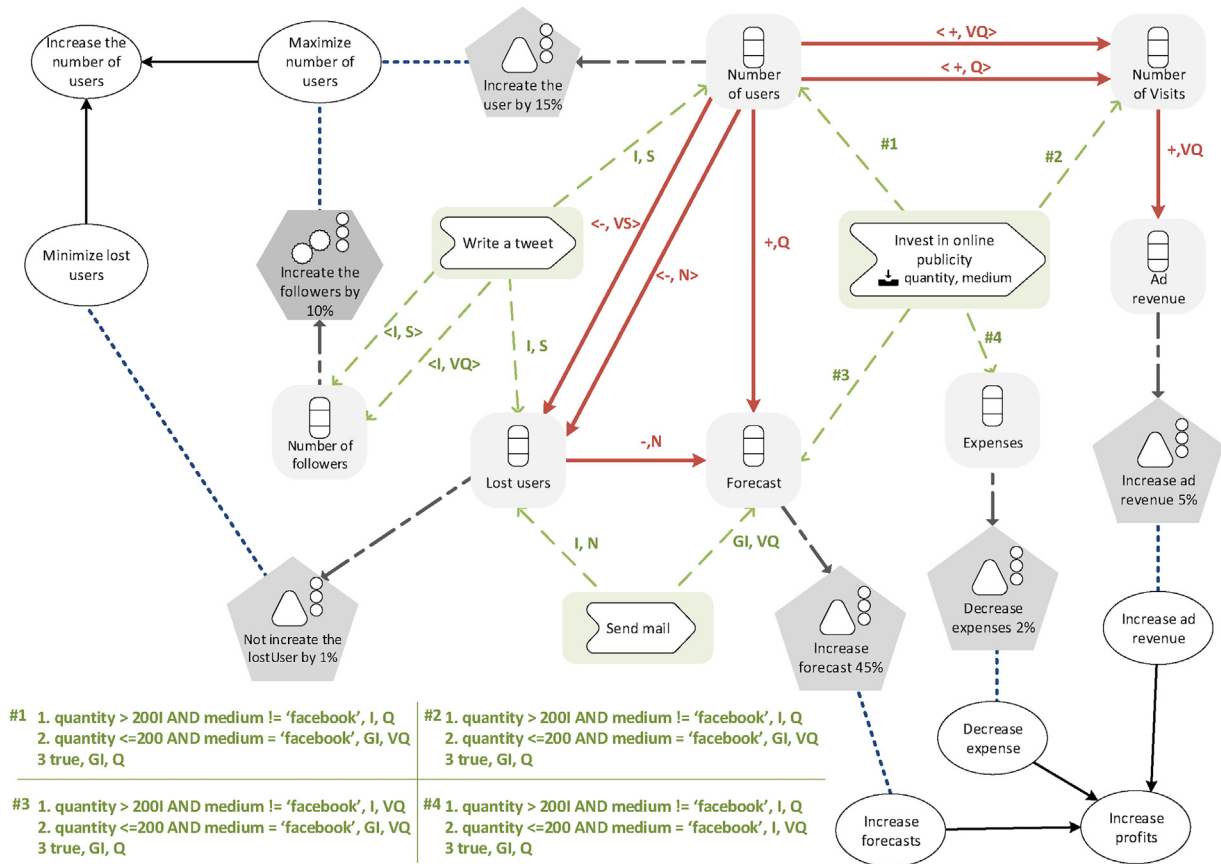 Increase the
number of
users
Maximize
number of
users
Increate the
user by 15%
Number
of users
< +, VQ>
< +, Q>
Number
of Visits
I, S
#1
#2
+,VQ
Minimize lost
users
Increate the
followers by
10%
Write a tweet
<-, VS>
<-, N>
+,Q
Invest in online
publicity
quantity, medium
Ad
revenue
<I, S>
<I, VQ>
I, S
#3
#4
Number of
followers
Lost users
-,N
Forecast
Expenses
Increase ad
revenue 5%
I, N
GI, VQ
Not increate the
lostUser by 1%
Send mail
Increase
forecast 45%
Decrease
expenses 2%
Increase ad
revenue
#1 1. quantity > 200I AND medium != ‘facebook’, I, Q
2. quantity <=200 AND medium = ‘facebook’, GI, VQ
3 true, GI, Q
#2 1. quantity > 200I AND medium != ‘facebook’, I, Q
2. quantity <=200 AND medium = ‘facebook’, GI, VQ
3 true, GI, Q
Decrease
expense
#3 1. quantity > 200I AND medium != ‘facebook’, I, VQ
2. quantity <=200 AND medium = ‘facebook’, GI, VQ
3 true, GI, Q
#4 1. quantity > 200I AND medium != ‘facebook’, I, Q
2. quantity <=200 AND medium = ‘facebook’, I, VQ
3 true, GI, Q
Increase
forecasts
Increase
profits